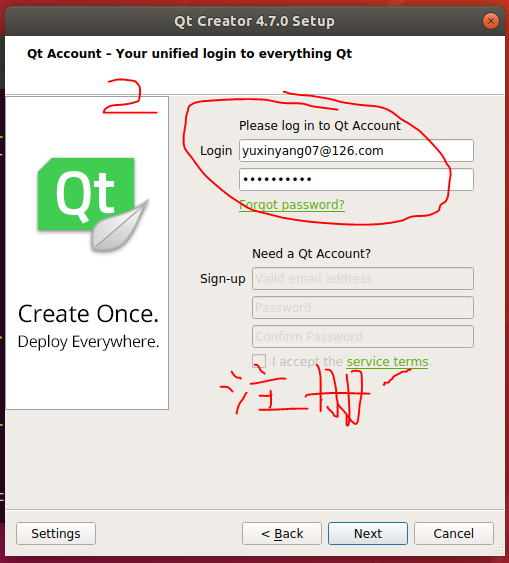 Qt Creator 4.7.0 Setup
Qt Account – Your unified login to everything Qt
2
Qt
Create Once.
Deploy Everywhere.
Please log in to Qt Account
Login yuxinyang07@126.com
••••••••••
Forgot password?
Need a Qt Account?
Sign-up Valid email address
Password
Confirm Password
I accept the service terms.
注册
Settings
< Back
Next
Cancel